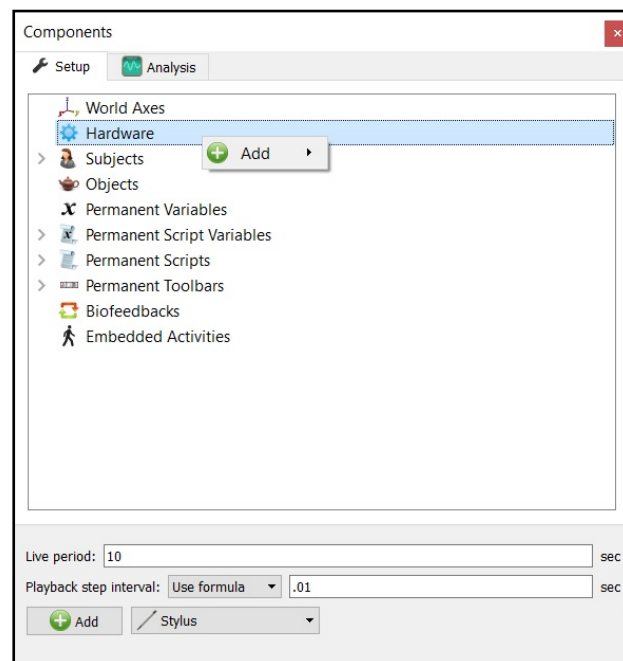 Components
Setup Analysis
World Axes
Hardware
Add
Subjects
Objects
Permanent Variables
Permanent Script Variables
Permanent Scripts
Permanent Toolbars
Biofeedbacks
Embedded Activities
Live period: 10 sec
Playback step interval: Use formula .01 sec
Add Stylus